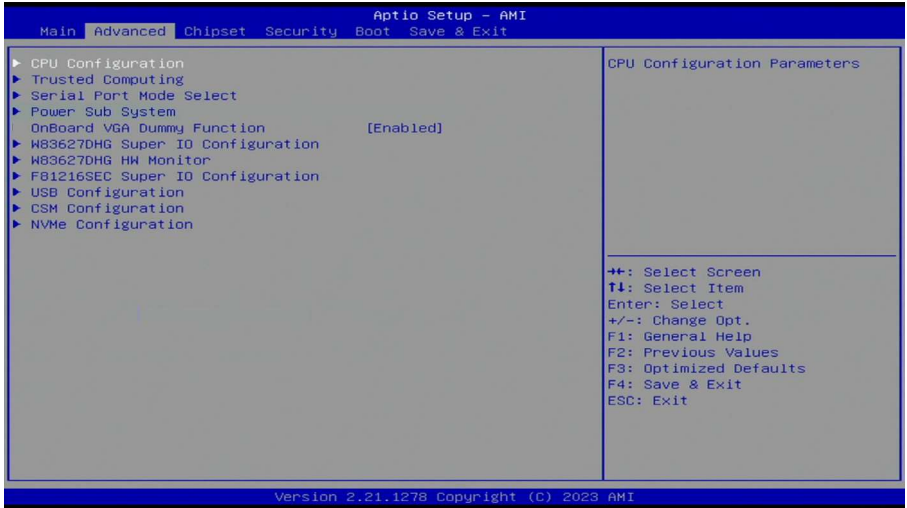 Aptio Setup – AMI
Main Advanced Chipset Security Boot Save & Exit
▶ CPU Configuration
▶ Trusted Computing
▶ Serial Port Mode Select
▶ Power Sub System
OnBoard VGA Dummy Function [Enabled]
▶ W83627DHG Super IO Configuration
▶ W83627DHG HW Monitor
▶ F81216SEC Super IO Configuration
▶ USB Configuration
▶ CSM Configuration
▶ NVMe Configuration
CPU Configuration Parameters
→←: Select Screen
↑↓: Select Item
Enter: Select
+/-: Change Opt.
F1: General Help
F2: Previous Values
F3: Optimized Defaults
F4: Save & Exit
ESC: Exit
Version 2.21.1278 Copyright (C) 2023 AMI